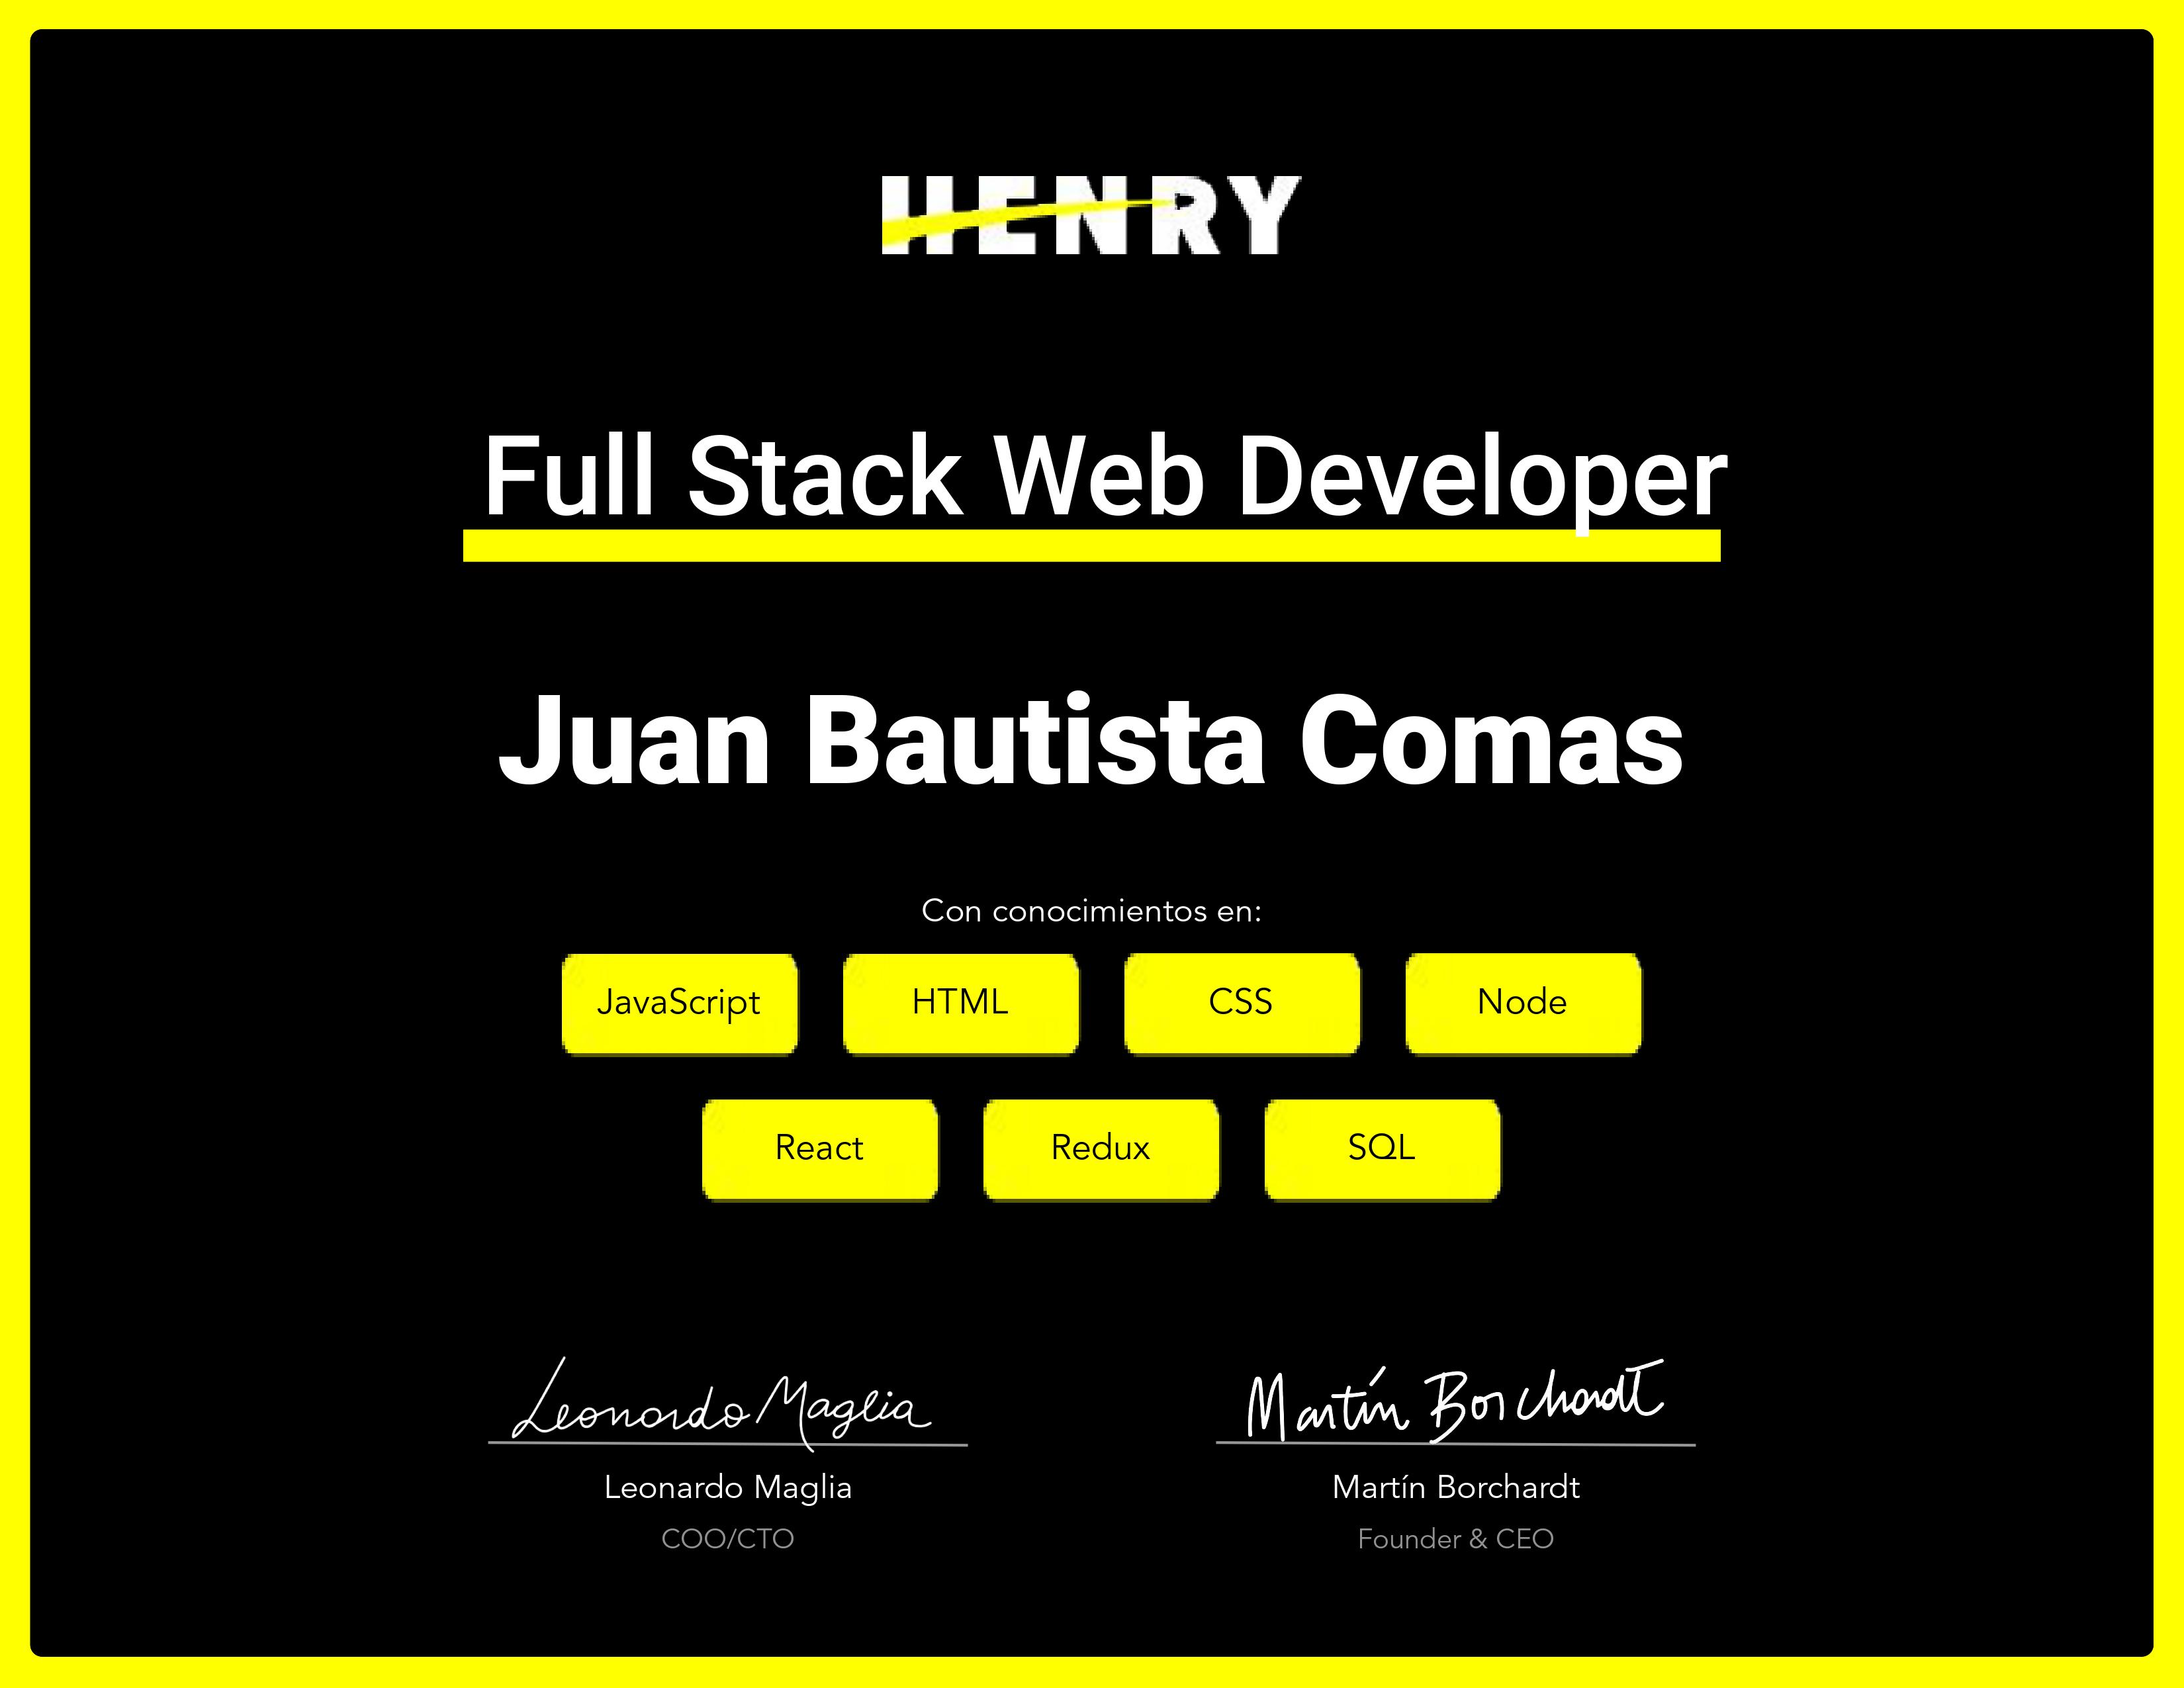 HENRY
Full Stack Web Developer
Juan Bautista Comas
Con conocimientos en:
JavaScript HTML CSS Node
React Redux SQL
Leonardo Maglia Martín Borchardt
Leonardo Maglia Martín Borchardt
COO/CTO Founder & CEO